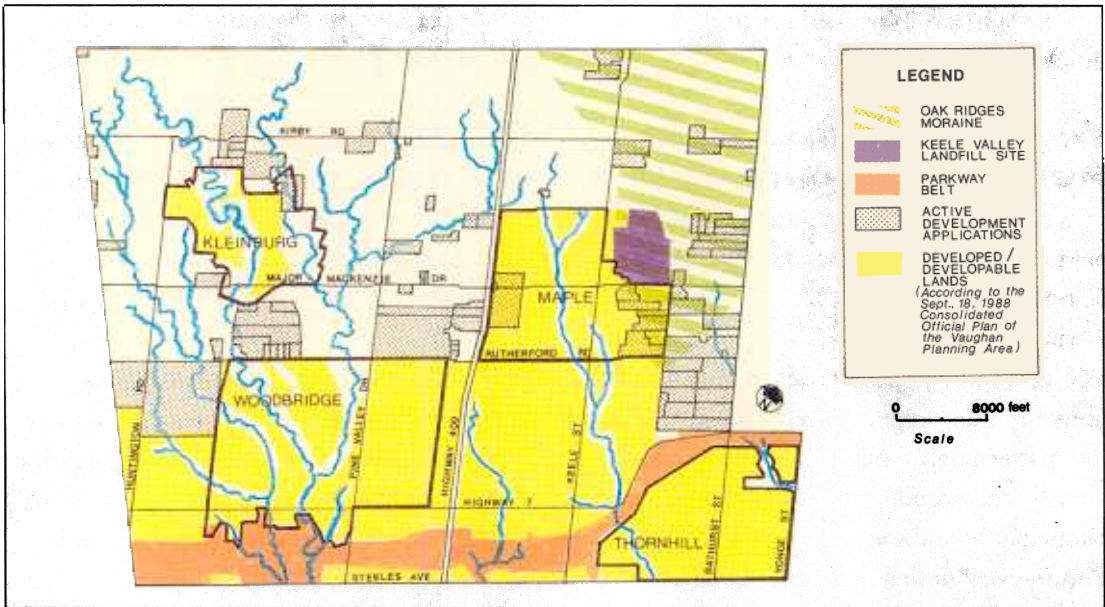 KIRBY RD
KLEINBURG
MAJOR MACKENZIE DR
MAPLE
RUTHERFORD RD
WOODBRIDGE
HUNTINGTON RD
PINE VALLEY DR
HIGHWAY 400
KEELE ST
HIGHWAY 7
THORNHILL
BATHURST ST
YONGE ST
STEELES AVE
LEGEND
OAK RIDGES
MORAINE
KEELE VALLEY
LANDFILL SITE
PARKWAY
BELT
ACTIVE
DEVELOPMENT
APPLICATIONS
DEVELOPED /
DEVELOPABLE
LANDS
(According to the
Sept., 18, 1988
Consolidated
Official Plan of
the Vaughan
Planning Area)
N
0 8000 feet
Scale